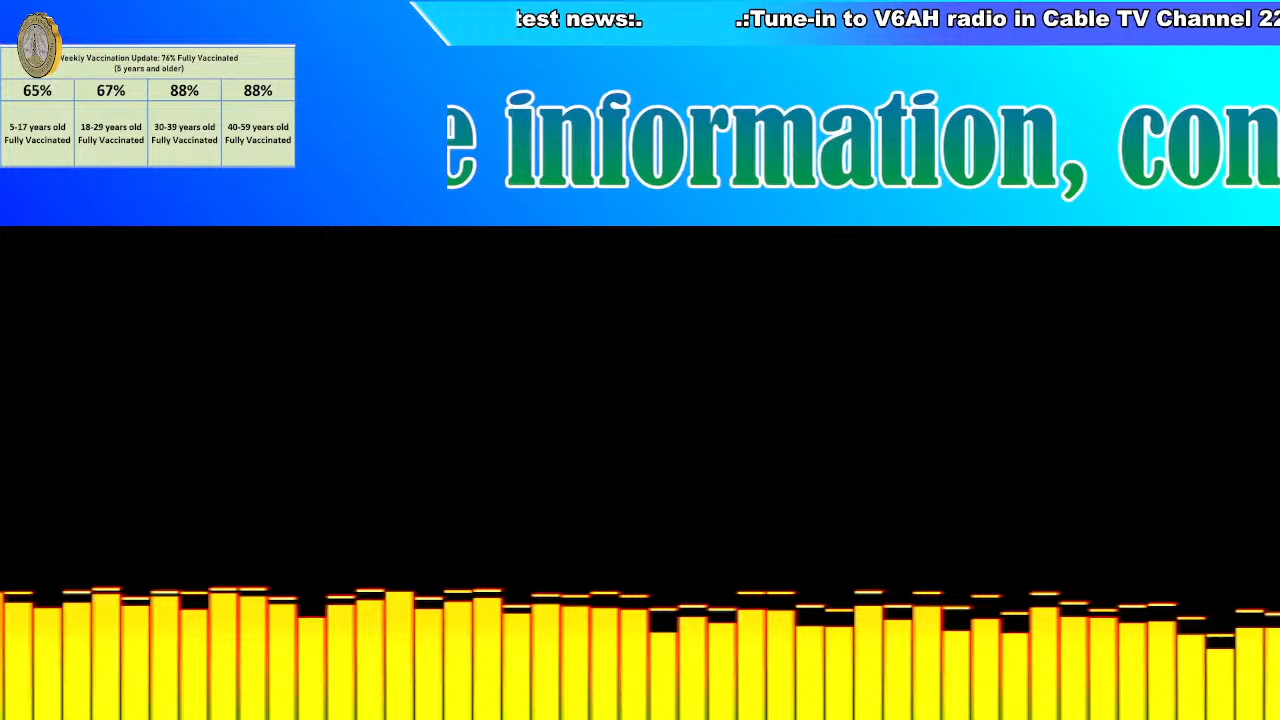 test news:. .:Tune-in to V6AH radio in Cable TV Channel 22
Weekly Vaccination Update: 76% Fully Vaccinated
(5 years and older)
65% 67% 88% 88%
5-17 years old 18-29 years old 30-39 years old 40-59 years old
Fully Vaccinated Fully Vaccinated Fully Vaccinated Fully Vaccinated
e information, con